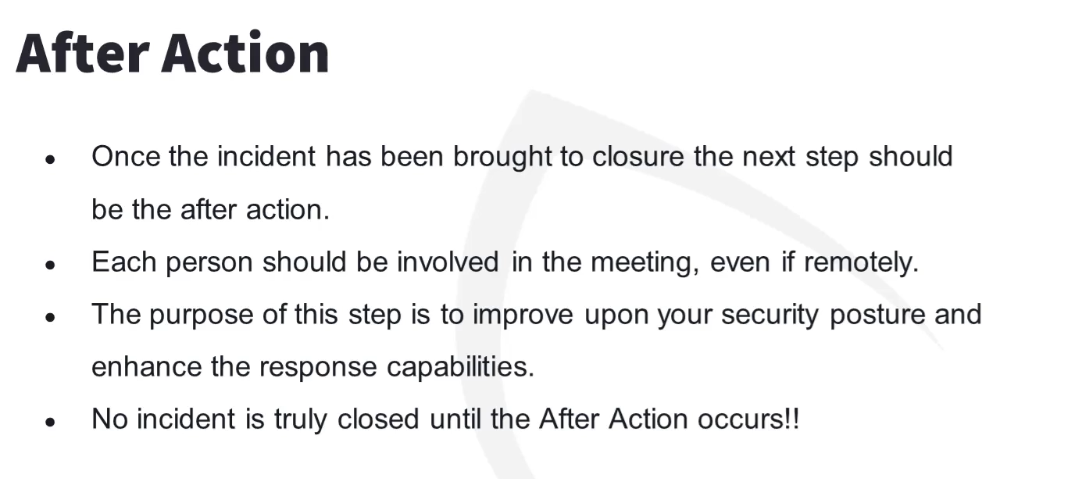 After Action
• Once the incident has been brought to closure the next step should
be the after action.
• Each person should be involved in the meeting, even if remotely.
• The purpose of this step is to improve upon your security posture and
enhance the response capabilities.
• No incident is truly closed until the After Action occurs!!